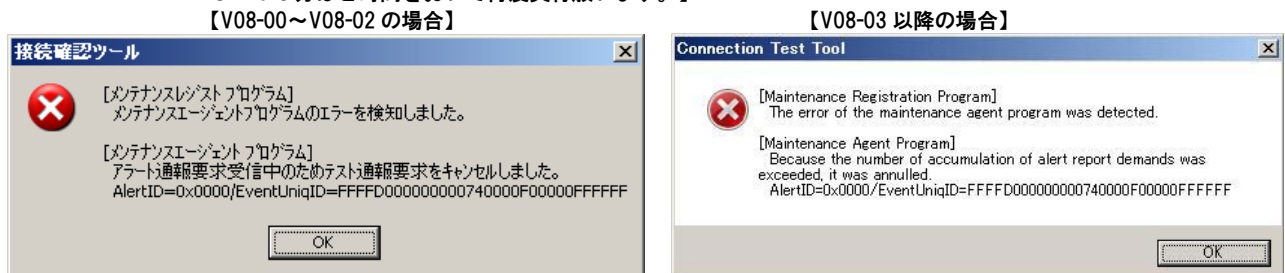 【V08-00～V08-02 の場合】
接続確認ツール
[メンテナンスレジスト プログラム]
メンテナンスエージェントプログラムのエラーを検知しました。
[メンテナンスエージェント プログラム]
アラート通報要求受信中のためテスト通報要求をキャンセルしました。
AlertID=0x0000/EventUniqID=FFFFD000000000740000F00000FFFFFF
OK
【V08-03 以降の場合】
Connection Test Tool
[Maintenance Registration Program]
The error of the maintenance agent program was detected.
[Maintenance Agent Program]
Because the number of accumulation of alert report demands was
exceeded, it was annulled.
AlertID=0x0000/EventUniqID=FFFFD000000000740000F00000FFFFFF
OK